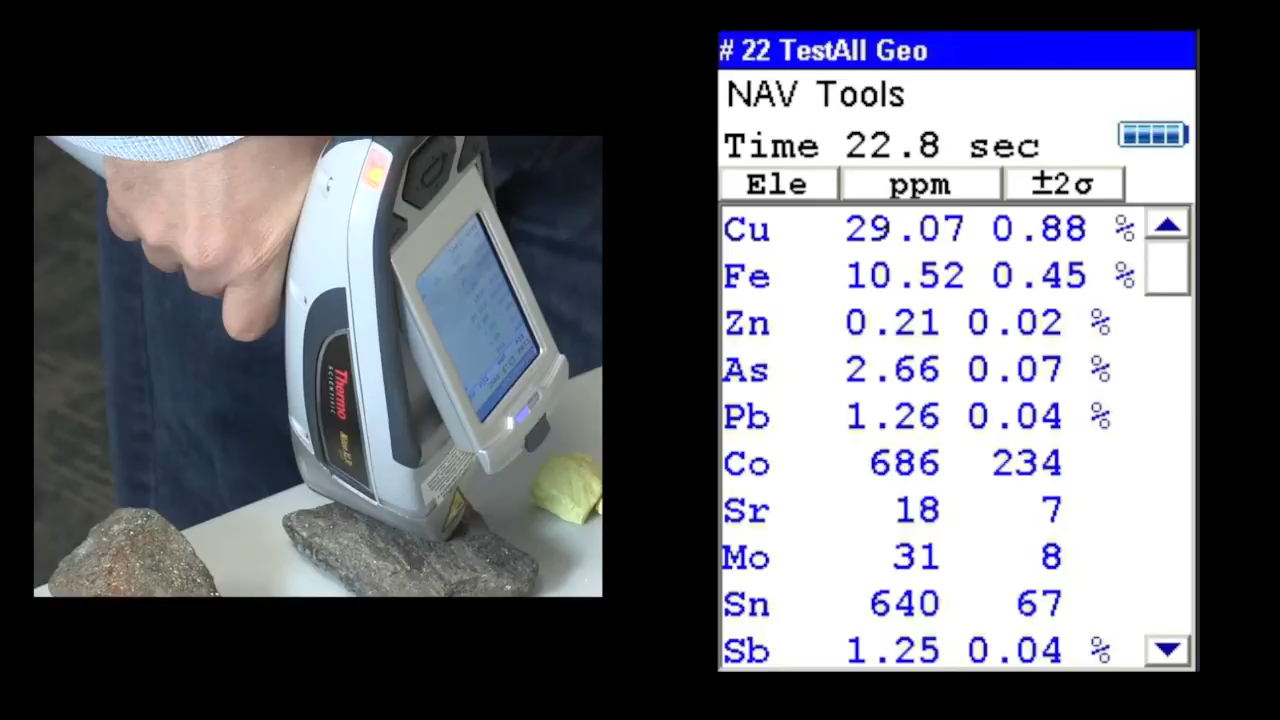 Thermo
SCIENTIFIC
# 22 TestAll Geo
NAV Tools
Time 22.8 sec
Ele ppm ±2σ
Cu 29.07 0.88 %
Fe 10.52 0.45 %
Zn 0.21 0.02 %
As 2.66 0.07 %
Pb 1.26 0.04 %
Co 686 234
Sr 18 7
Mo 31 8
Sn 640 67
Sb 1.25 0.04 %